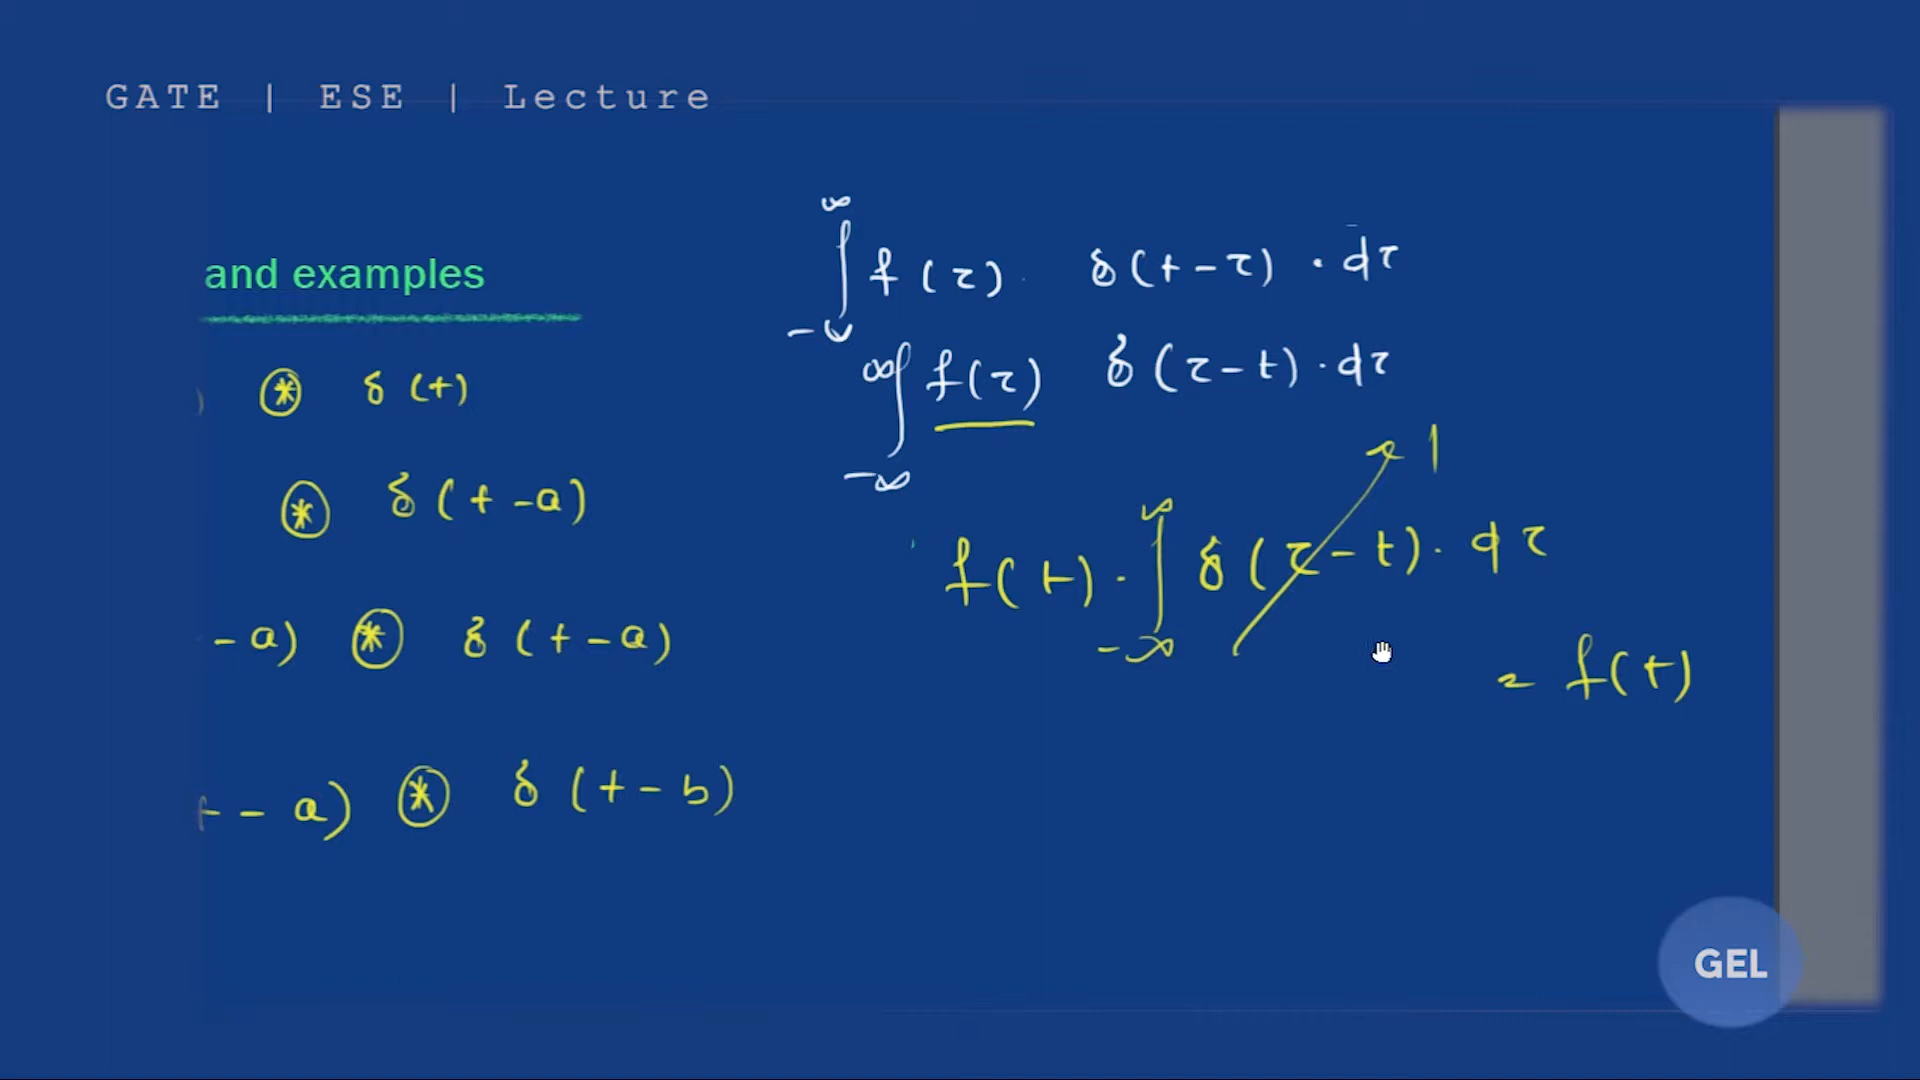 GATE | ESE | Lecture
and examples
) ⊛ δ(t)
⊛ δ(t-a)
-a) ⊛ δ(t-a)
t-a) ⊛ δ(t-b)
∫_{-∞}^{∞} f(τ) . δ(t-τ) . dτ
∫_{-∞}^{∞} f(τ) δ(τ-t) . dτ
1
f(t) . ∫_{-∞}^{∞} δ(τ-t) . dτ
= f(t)
GEL